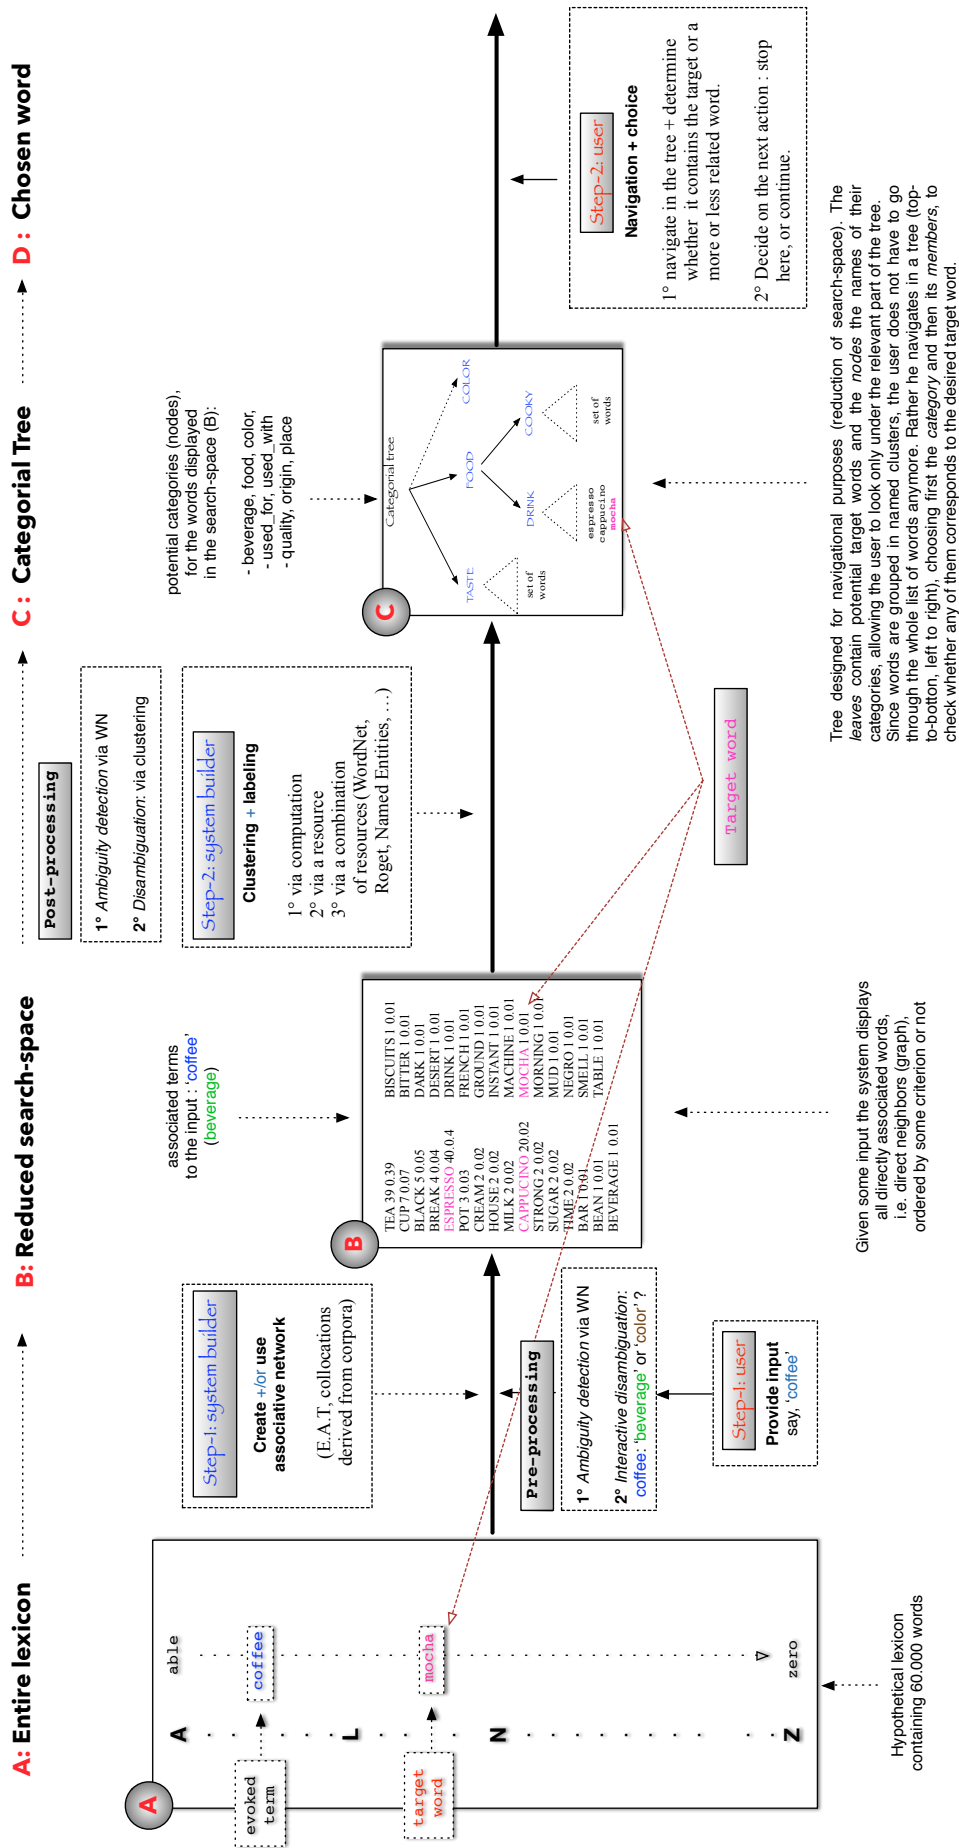 A: Entire lexicon
B: Reduced search-space
C : Categorial Tree
D : Chosen word
A
evoked
term
target
word
A
L
N
Z
able
coffee
mocha
zero
Hypothetical lexicon
containing 60.000 words
Step-1: system builder
Create +/or use
associative network
(E.A.T, collocations
derived from corpora)
Pre-processing
1° Ambiguity detection via WN
2° Interactive disambiguation:
coffee: 'beverage' or 'color' ?
Step-1: user
Provide input
say, 'coffee'
associated terms
to the input : 'coffee'
(beverage)
B
TEA 39 0.39
CUP 7 0.07
BLACK 5 0.05
BREAK 4 0.04
ESPRESSO 40.0.4
POT 3 0.03
CREAM 2 0.02
HOUSE 2 0.02
MILK 2 0.02
CAPPUCINO 20.02
STRONG 2 0.02
SUGAR 2 0.02
TIME 2 0.02
BAR 1 0.01
BEAN 1 0.01
BEVERAGE 1 0.01
BISCUITS 1 0.01
BITTER 1 0.01
DARK 1 0.01
DESERT 1 0.01
DRINK 1 0.01
FRENCH 1 0.01
GROUND 1 0.01
INSTANT 1 0.01
MACHINE 1 0.01
MOCHA 1 0.01
MORNING 1 0.01
MUD 1 0.01
NEGRO 1 0.01
SMELL 1 0.01
TABLE 1 0.01
Given some input the system displays
all directly associated words,
i.e. direct neighbors (graph),
ordered by some criterion or not
Post-processing
1° Ambiguity detection via WN
2° Disambiguation: via clustering
Step-2: system builder
Clustering + labeling
1° via computation
2° via a resource
3° via a combination
of resources (WordNet,
Roget, Named Entities, …)
Target word
potential categories (nodes),
for the words displayed
in the search-space (B):
- beverage, food, color,
- used_for, used_with
- quality, origin, place
C
Categorial tree
TASTE
FOOD
COLOR
set of
words
DRINK
COOKY
espresso
cappucino
mocha
set of
words
Tree designed for navigational purposes (reduction of search-space). The
leaves contain potential target words and the nodes the names of their
categories, allowing the user to look only under the relevant part of the tree.
Since words are grouped in named clusters, the user does not have to go
through the whole list of words anymore. Rather he navigates in a tree (top-
to-botton, left to right), choosing first the category and then its members, to
check whether any of them corresponds to the desired target word.
Step-2: user
Navigation + choice
1° navigate in the tree + determine
whether it contains the target or a
more or less related word.
2° Decide on the next action : stop
here, or continue.